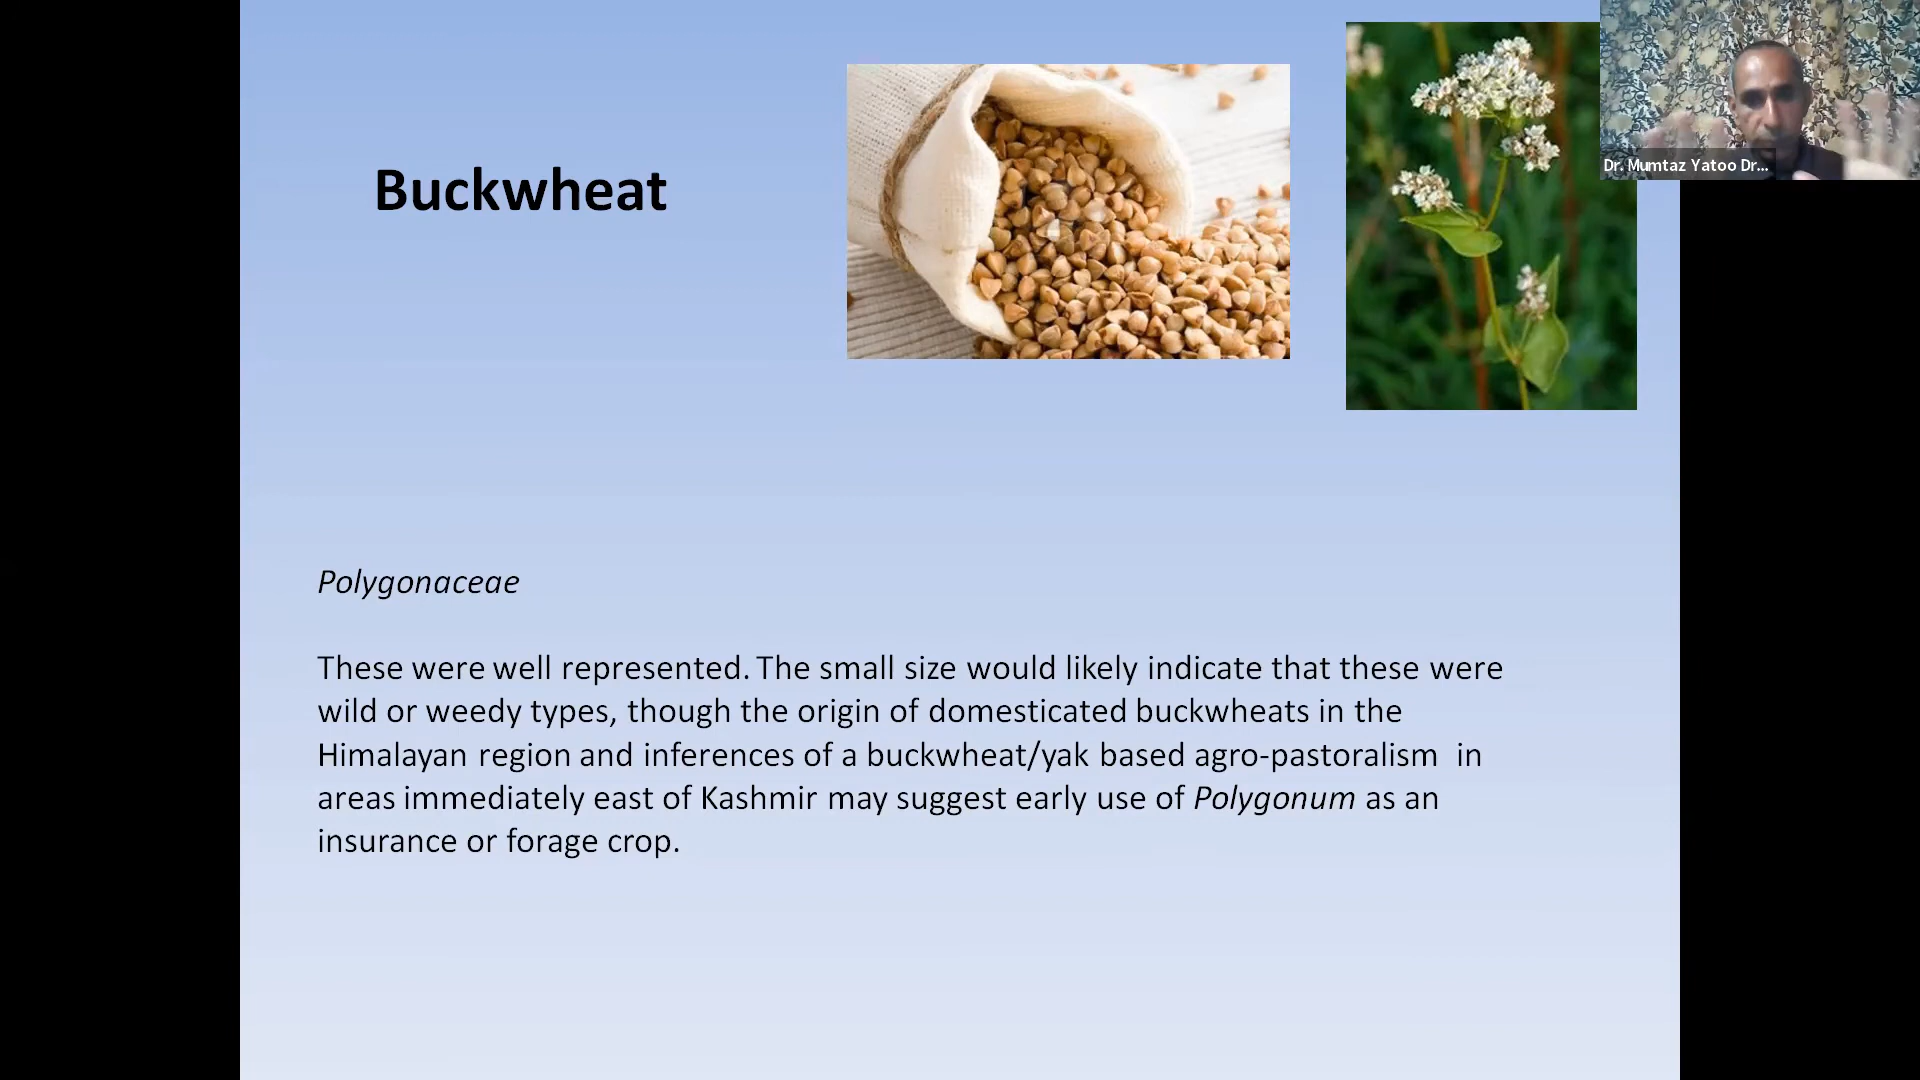 Buckwheat
Dr. Mumtaz Yatoo Dr...
Polygonaceae
These were well represented. The small size would likely indicate that these were
wild or weedy types, though the origin of domesticated buckwheats in the
Himalayan region and inferences of a buckwheat/yak based agro-pastoralism in
areas immediately east of Kashmir may suggest early use of Polygonum as an
insurance or forage crop.